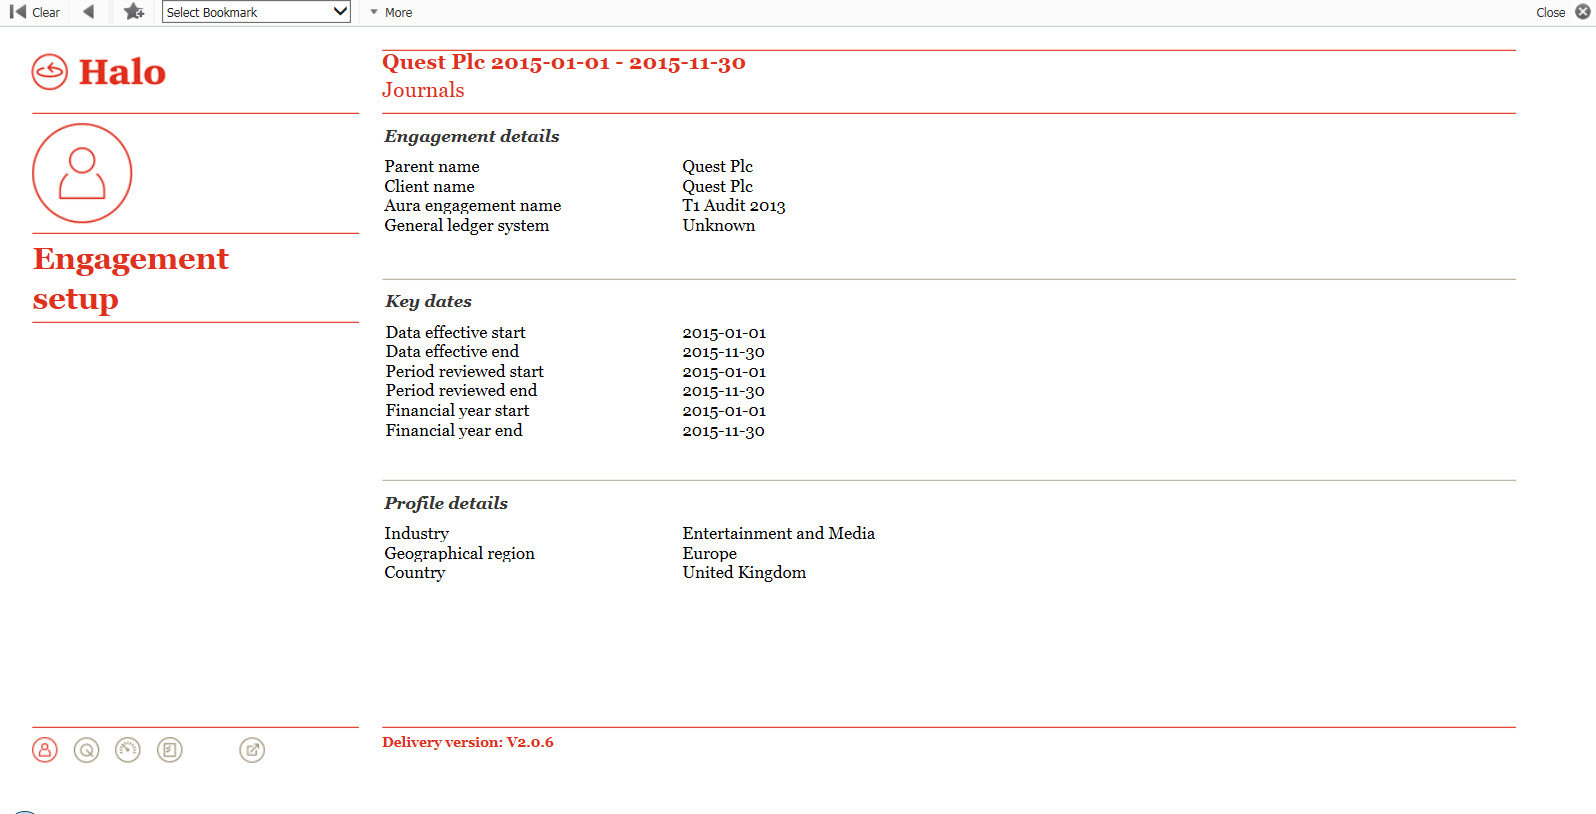 Clear
Select Bookmark
More
Close
Halo
Quest Plc 2015-01-01 - 2015-11-30
Journals
Engagement setup
Engagement details
Parent name Quest Plc
Client name Quest Plc
Aura engagement name T1 Audit 2013
General ledger system Unknown
Key dates
Data effective start 2015-01-01
Data effective end 2015-11-30
Period reviewed start 2015-01-01
Period reviewed end 2015-11-30
Financial year start 2015-01-01
Financial year end 2015-11-30
Profile details
Industry Entertainment and Media
Geographical region Europe
Country United Kingdom
Delivery version: V2.0.6